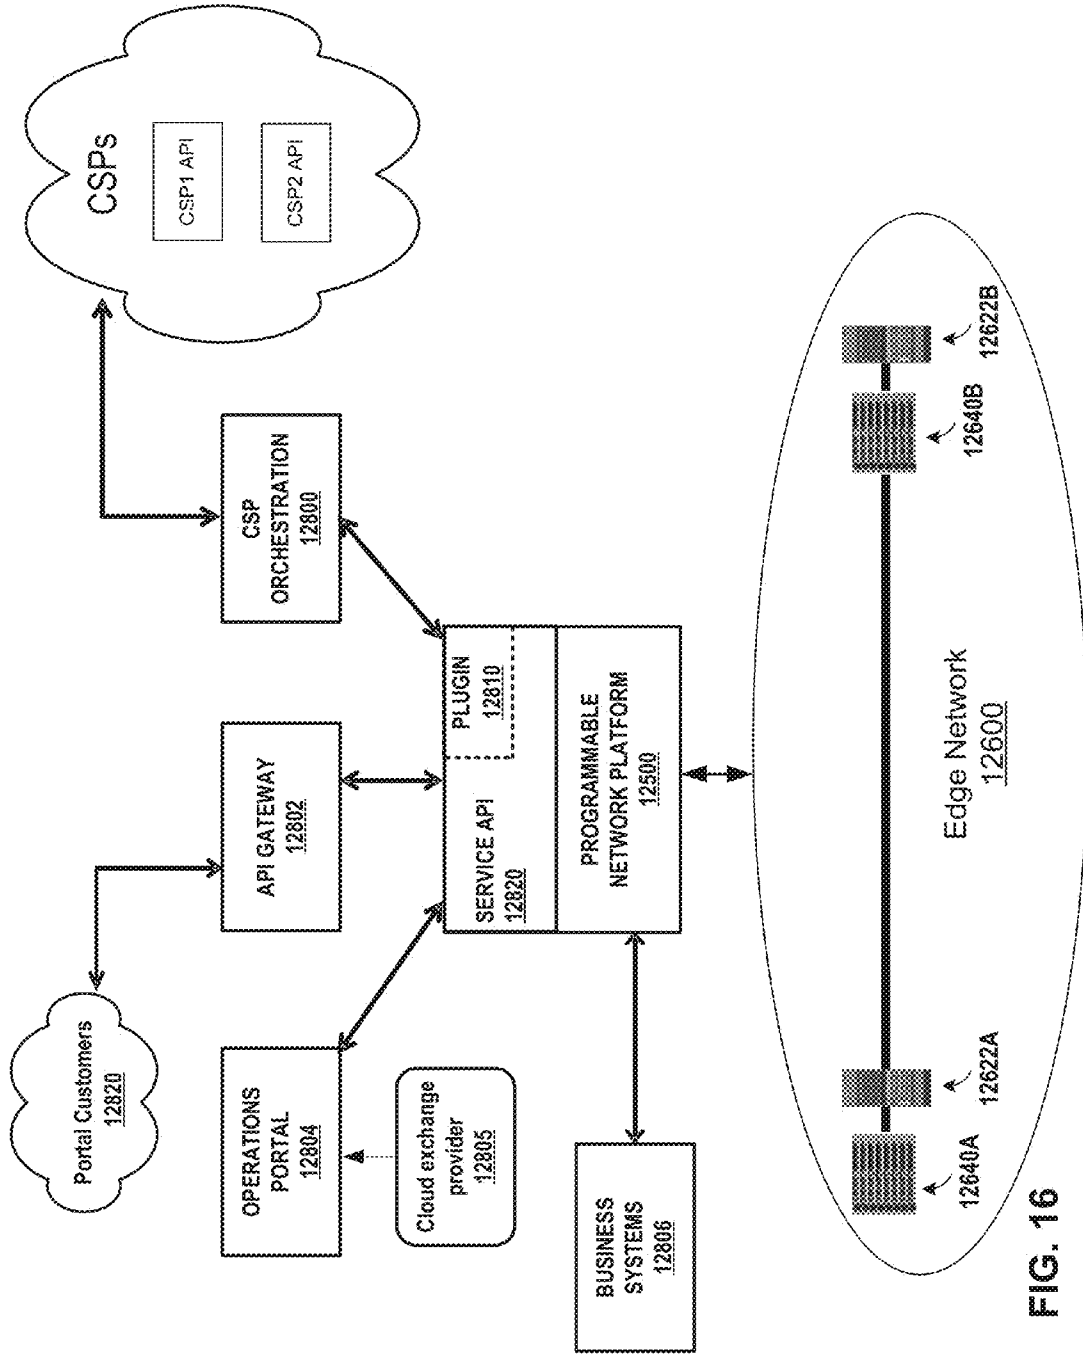 CSPs
CSP1 API
CSP2 API
Portal Customers
12820
API GATEWAY
12802
CSP
ORCHESTRATION
12800
OPERATIONS
PORTAL
12804
Cloud exchange
provider
12805
SERVICE API
12820
PLUGIN
12810
PROGRAMMABLE
NETWORK PLATFORM
12500
BUSINESS
SYSTEMS
12806
Edge Network
12600
12640A
12622A
12640B
12622B
FIG. 16